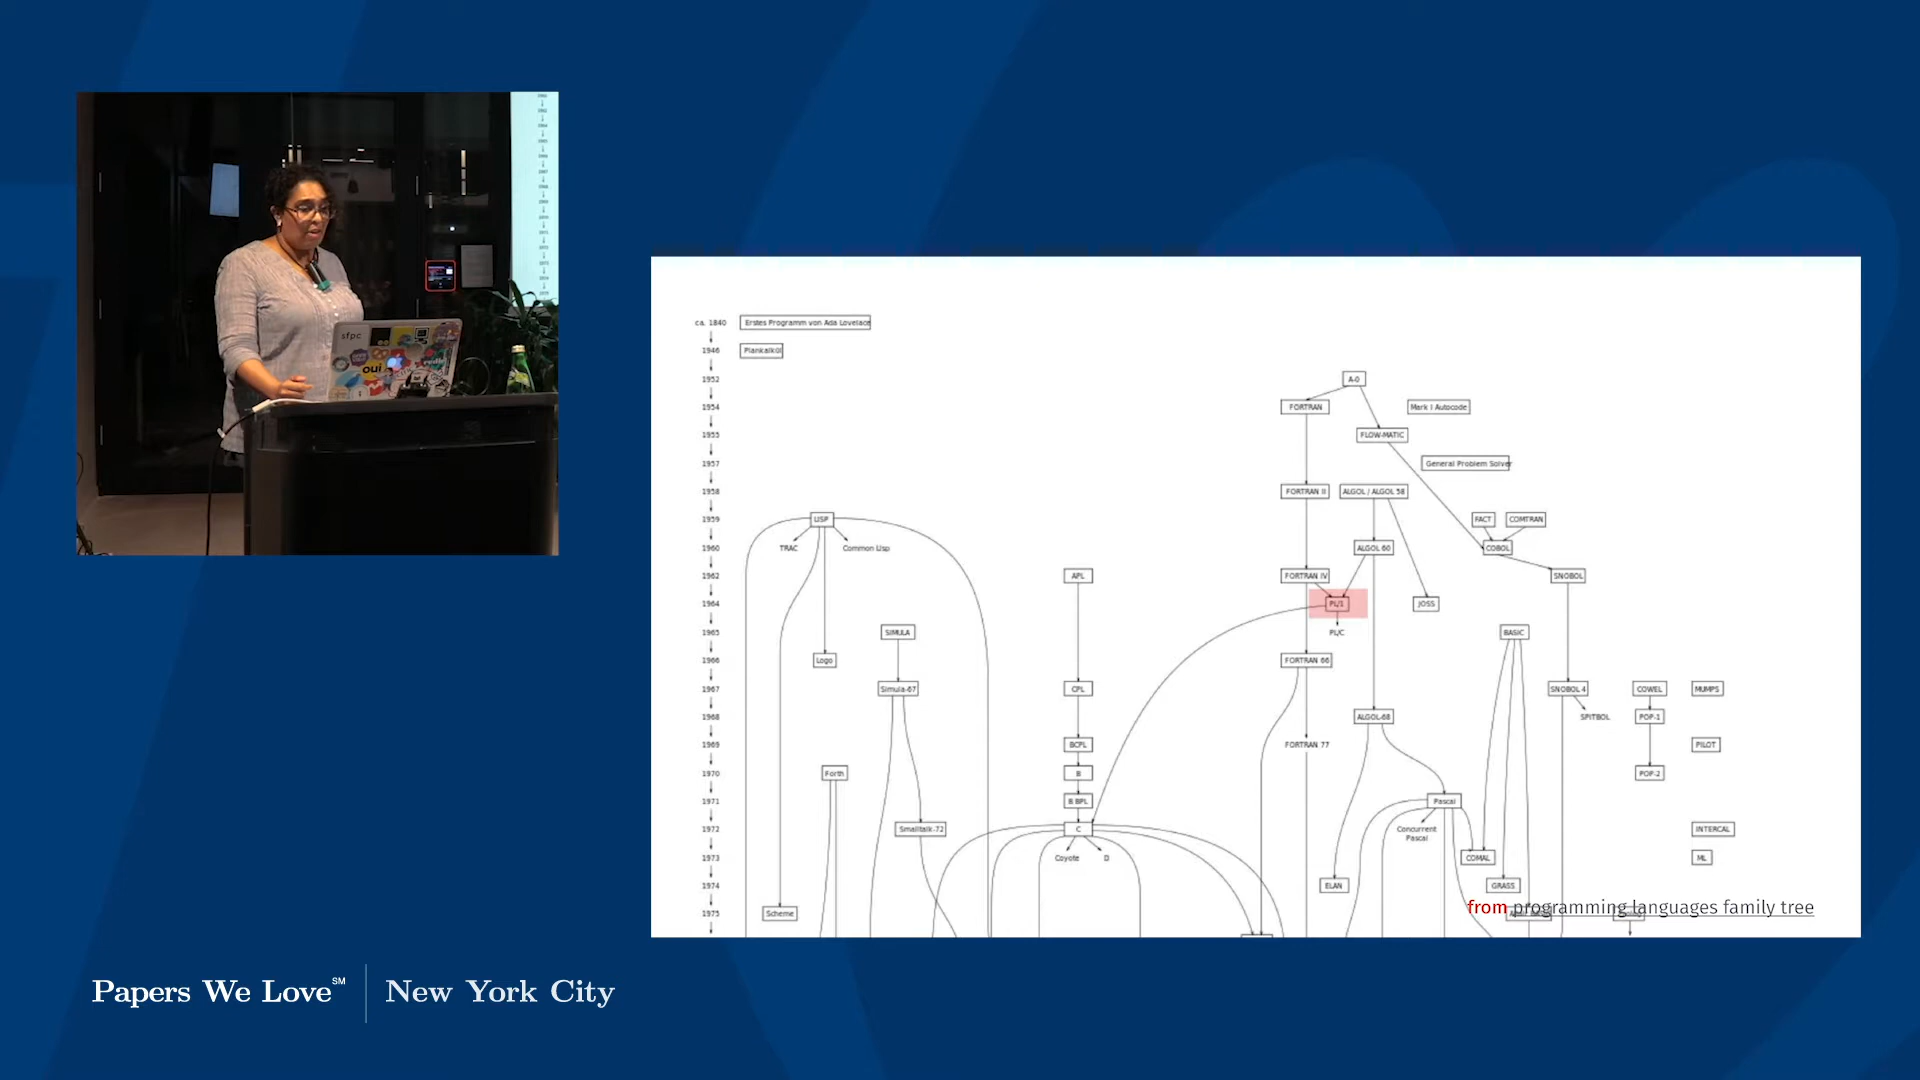 sfpc
oui
ca. 1840 Erstes Programm von Ada Lovelace
1946 Plankalkül
1952 A-0
1954 FORTRAN Mark I Autocode
1955 FLOW-MATIC
1957 General Problem Solver
1958 FORTRAN II ALGOL / ALGOL 58
1959 LISP FACT COMTRAN
1960 TRAC Common Lisp ALGOL 60 COBOL
1962 APL FORTRAN IV SNOBOL
1964 PL/1 JOSS
1965 SIMULA PL/C BASIC
1966 Logo FORTRAN 66
1967 Simula-67 CPL SNOBOL 4 COWEL MUMPS
1968 ALGOL-68 SPITBOL POP-1
1969 BCPL FORTRAN 77 PILOT
1970 Forth B POP-2
1971 B BPL Pascal
1972 Smalltalk-72 C Concurrent Pascal INTERCAL
1973 Coyote D COMAL ML
1974 ELAN GRASS
1975 Scheme
from programming languages family tree
Papers We Love℠ New York City